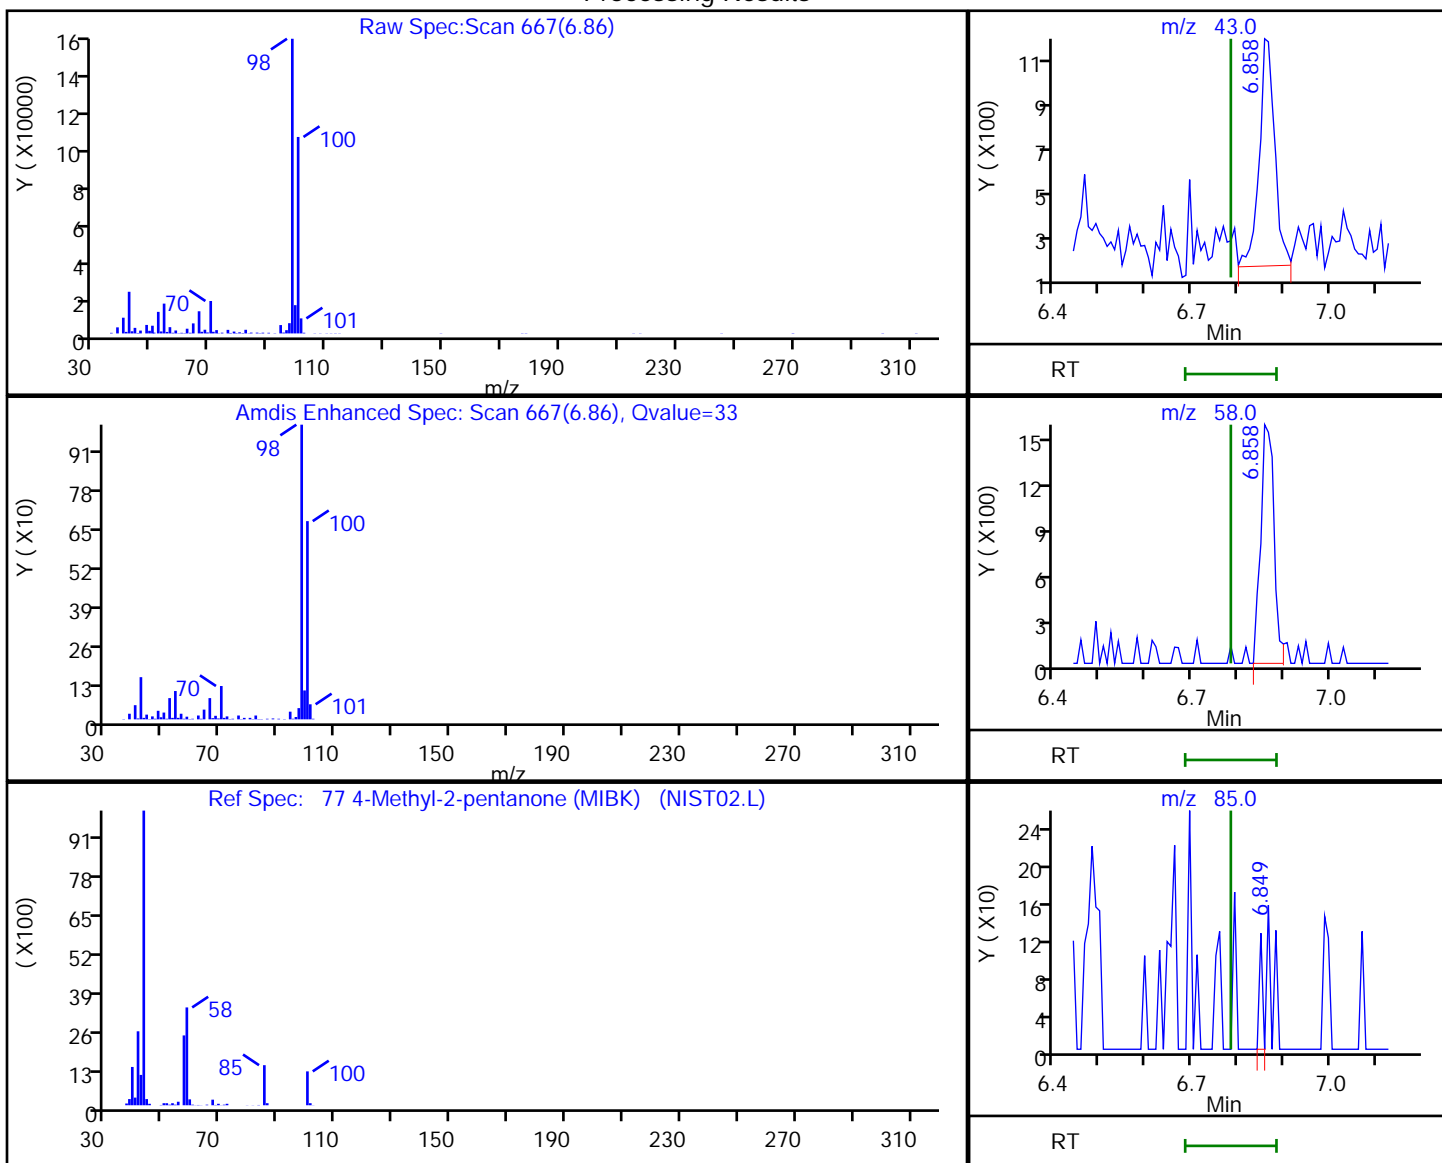 Processing Results
Raw Spec:Scan 667(6.86)
Y ( X10000)
16
14
12
10
8
6
4
2
0
98
100
70
101
30 70 110 150 190 230 270 310
m/z
m/z 43.0
Y ( X100)
11
9
7
5
3
1
6.858
6.4 6.7 7.0
Min
RT
Amdis Enhanced Spec: Scan 667(6.86), Qvalue=33
Y ( X10)
91
78
65
52
39
26
13
0
98
100
70
101
30 70 110 150 190 230 270 310
m/z
m/z 58.0
Y ( X100)
15
12
9
6
3
0
6.858
6.4 6.7 7.0
Min
RT
Ref Spec: 77 4-Methyl-2-pentanone (MIBK) (NIST02.L)
( X100)
91
78
65
52
39
26
13
0
58
85
100
30 70 110 150 190 230 270 310
m/z 85.0
Y ( X10)
24
20
16
12
8
4
0
6.849
6.4 6.7 7.0
Min
RT